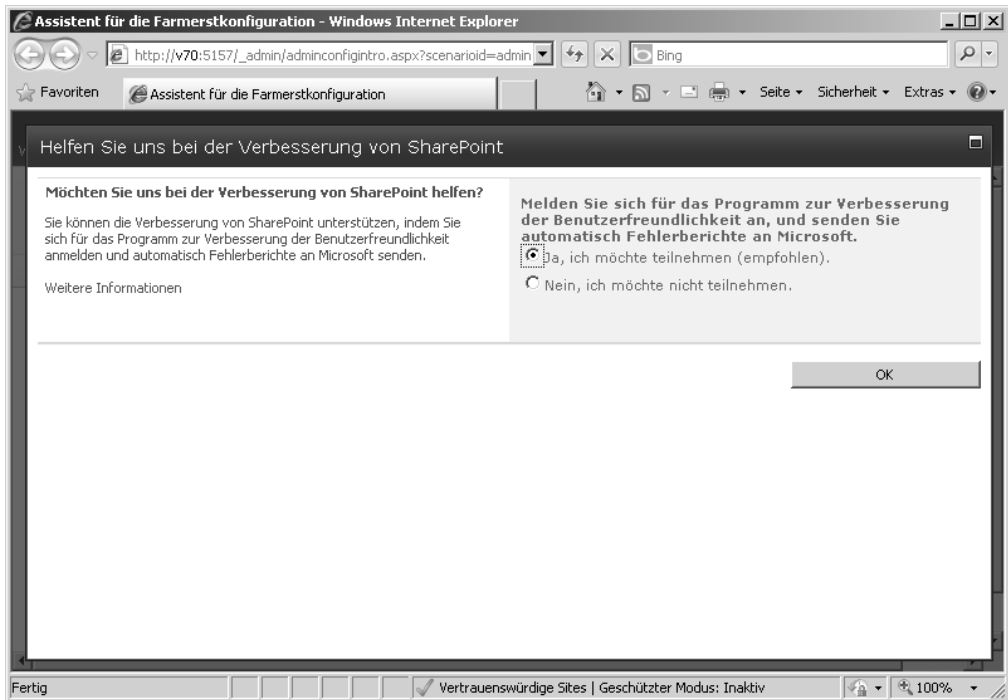 Assistent für die Farmerstkonfiguration - Windows Internet Explorer
http://v70:5157/_admin/adminconfigintro.aspx?scenarioid=admin
Bing
Favoriten
Assistent für die Farmerstkonfiguration
Seite
Sicherheit
Extras
Helfen Sie uns bei der Verbesserung von SharePoint
Möchten Sie uns bei der Verbesserung von SharePoint helfen?
Sie können die Verbesserung von SharePoint unterstützen, indem Sie
sich für das Programm zur Verbesserung der Benutzerfreundlichkeit
anmelden und automatisch Fehlerberichte an Microsoft senden.
Weitere Informationen
Melden Sie sich für das Programm zur Verbesserung
der Benutzerfreundlichkeit an, und senden Sie
automatisch Fehlerberichte an Microsoft.
Ja, ich möchte teilnehmen (empfohlen).
Nein, ich möchte nicht teilnehmen.
OK
Fertig
Vertrauenswürdige Sites | Geschützter Modus: Inaktiv
100%